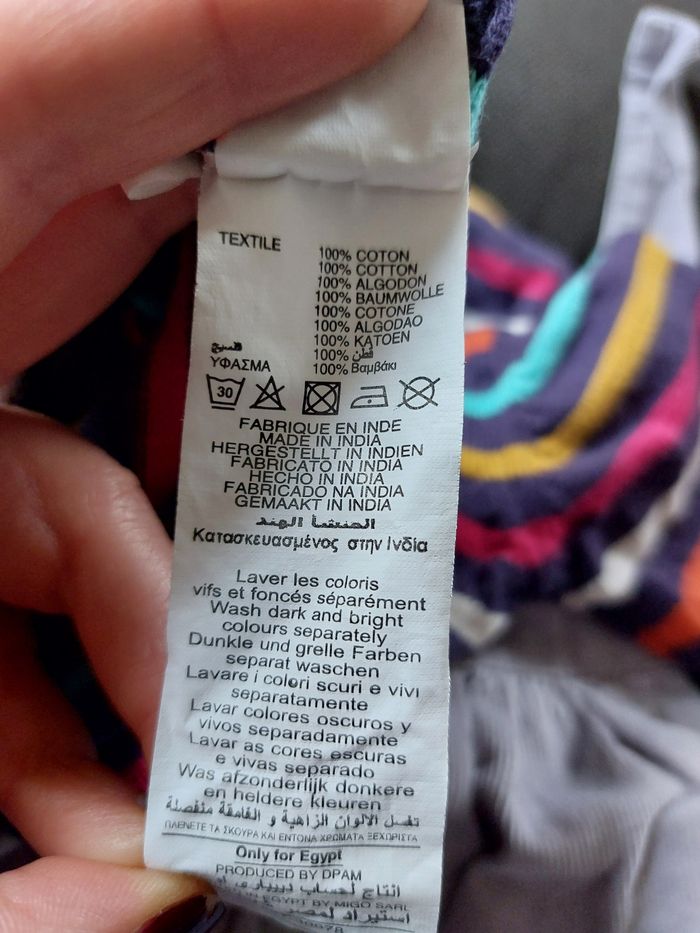 TEXTILE
100% COTON
100% COTTON
100% ALGODON
100% BAUMWOLLE
100% COTONE
100% ALGODAO
100% KATOEN
100% قطن
ΥΦΑΣΜΑ 100% Βαμβάκι
30
FABRIQUE EN INDE
MADE IN INDIA
HERGESTELLT IN INDIEN
FABRICATO IN INDIA
HECHO IN INDIA
FABRICADO NA INDIA
GEMAAKT IN INDIA
المنشأ الهند
Κατασκευασμένος στην Ινδία
Laver les coloris
vifs et foncés séparément
Wash dark and bright
colours separately
Dunkle und grelle Farben
separat waschen
Lavare i colori scuri e vivi
separatamente
Lavar colores oscuros y
vivos separadamente
Lavar as cores escuras
e vivas separado
Was afzonderlijk donkere
en heldere kleuren
تغسل الالوان الزاهية و الغامقة منفصلة
ΠΛΕΝΕΤΕ ΤΑ ΣΚΟΥΡΑ ΚΑΙ ΕΝΤΟΝΑ ΧΡΩΜΑΤΑ ΞΕΧΩΡΙΣΤΑ
Only for Egypt
PRODUCED BY DPAM
انتاج لحساب
EGYPT BY MIGO SARL
استيراد لمصر